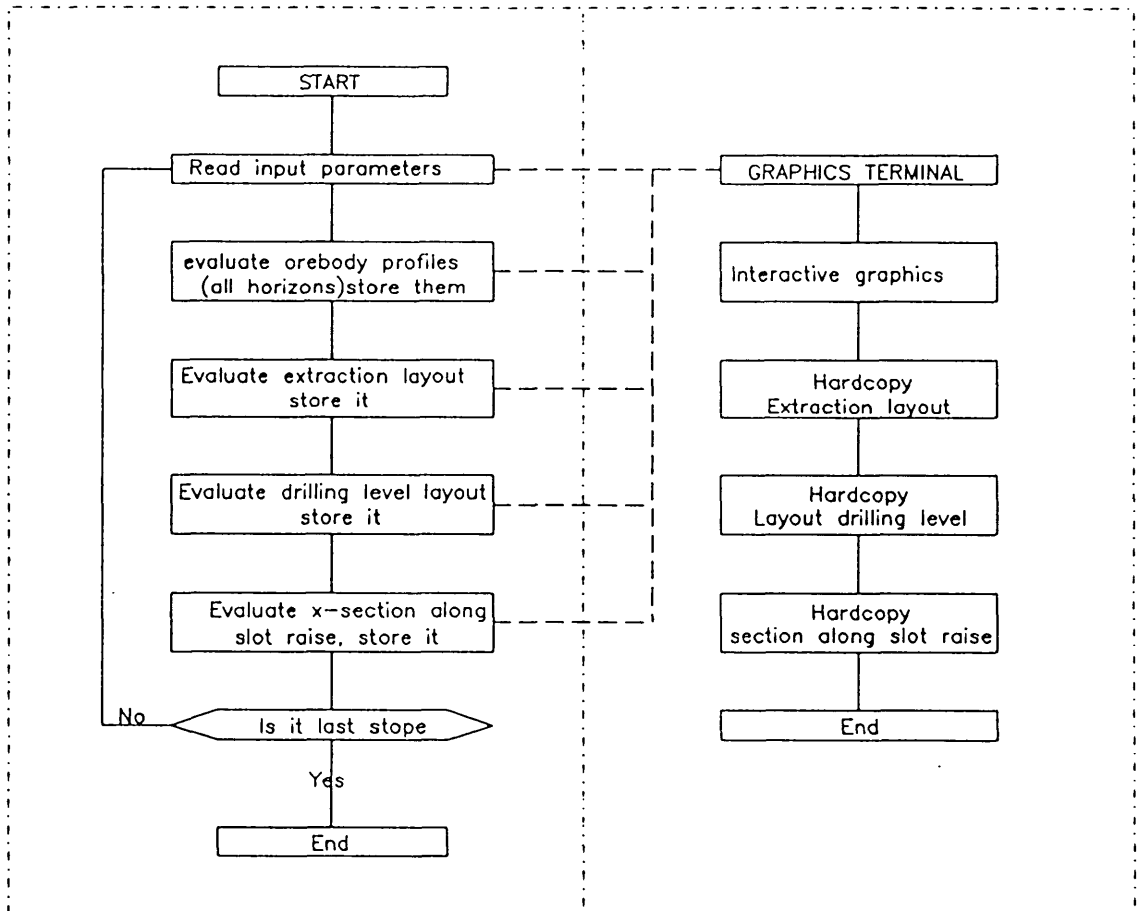 START
Read input parameters
evaluate orebody profiles
(all horizons)store them
Evaluate extraction layout
store it
Evaluate drilling level layout
store it
Evaluate x-section along
slot raise, store it
No
Is it last stope
Yes
End
GRAPHICS TERMINAL
Interactive graphics
Hardcopy
Extraction layout
Hardcopy
Layout drilling level
Hardcopy
section along slot raise
End